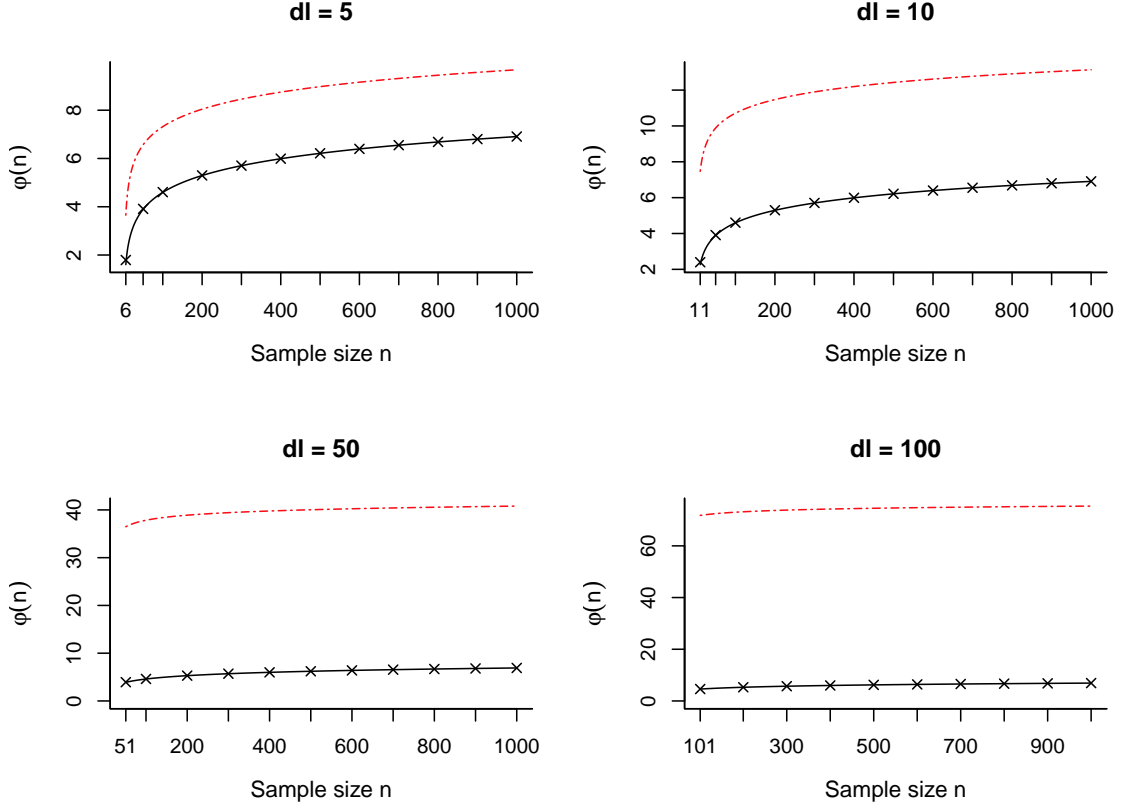 dl = 5
φ(n)
8
6
4
2
6 200 400 600 800 1000
Sample size n
dl = 10
φ(n)
10
8
6
4
2
11 200 400 600 800 1000
Sample size n
dl = 50
φ(n)
40
30
20
10
0
51 200 400 600 800 1000
Sample size n
dl = 100
φ(n)
60
40
20
0
101 300 500 700 900
Sample size n